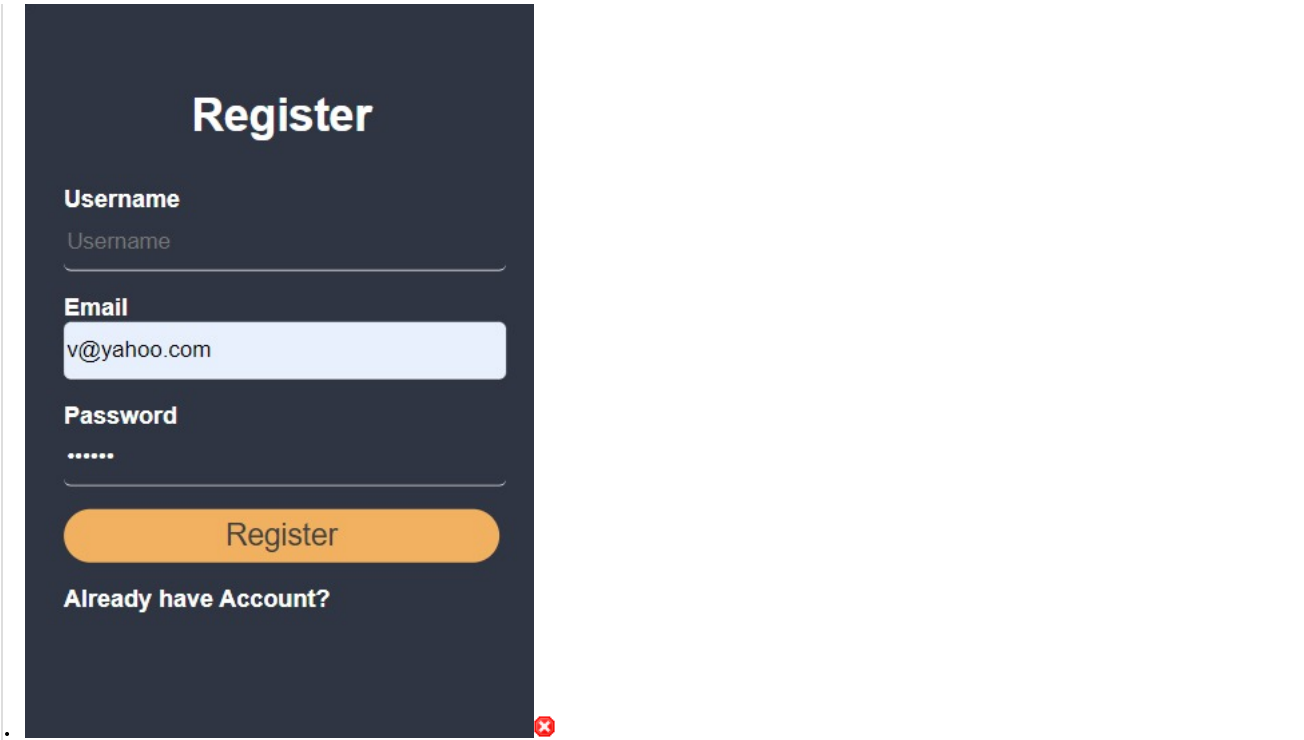 Register
Username
Username
Email
v@yahoo.com
Password
••••••
Register
Already have Account?